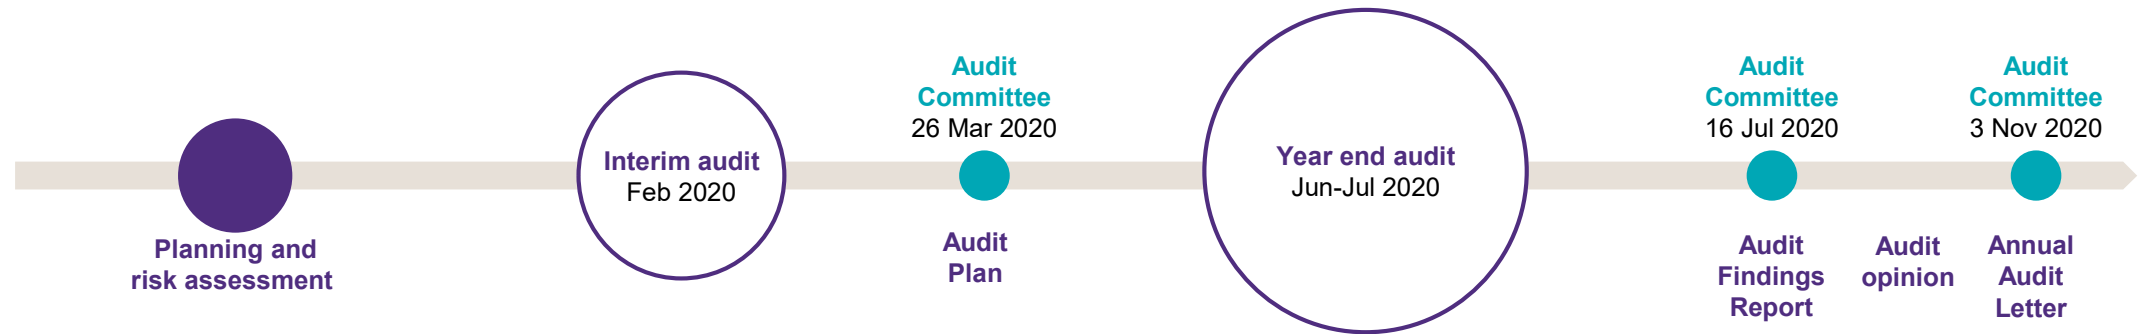 Planning and
risk assessment
Interim audit
Feb 2020
Audit
Committee
26 Mar 2020
Audit
Plan
Year end audit
Jun-Jul 2020
Audit
Committee
16 Jul 2020
Audit
Findings
Report
Audit
opinion
Audit
Committee
3 Nov 2020
Annual
Audit
Letter